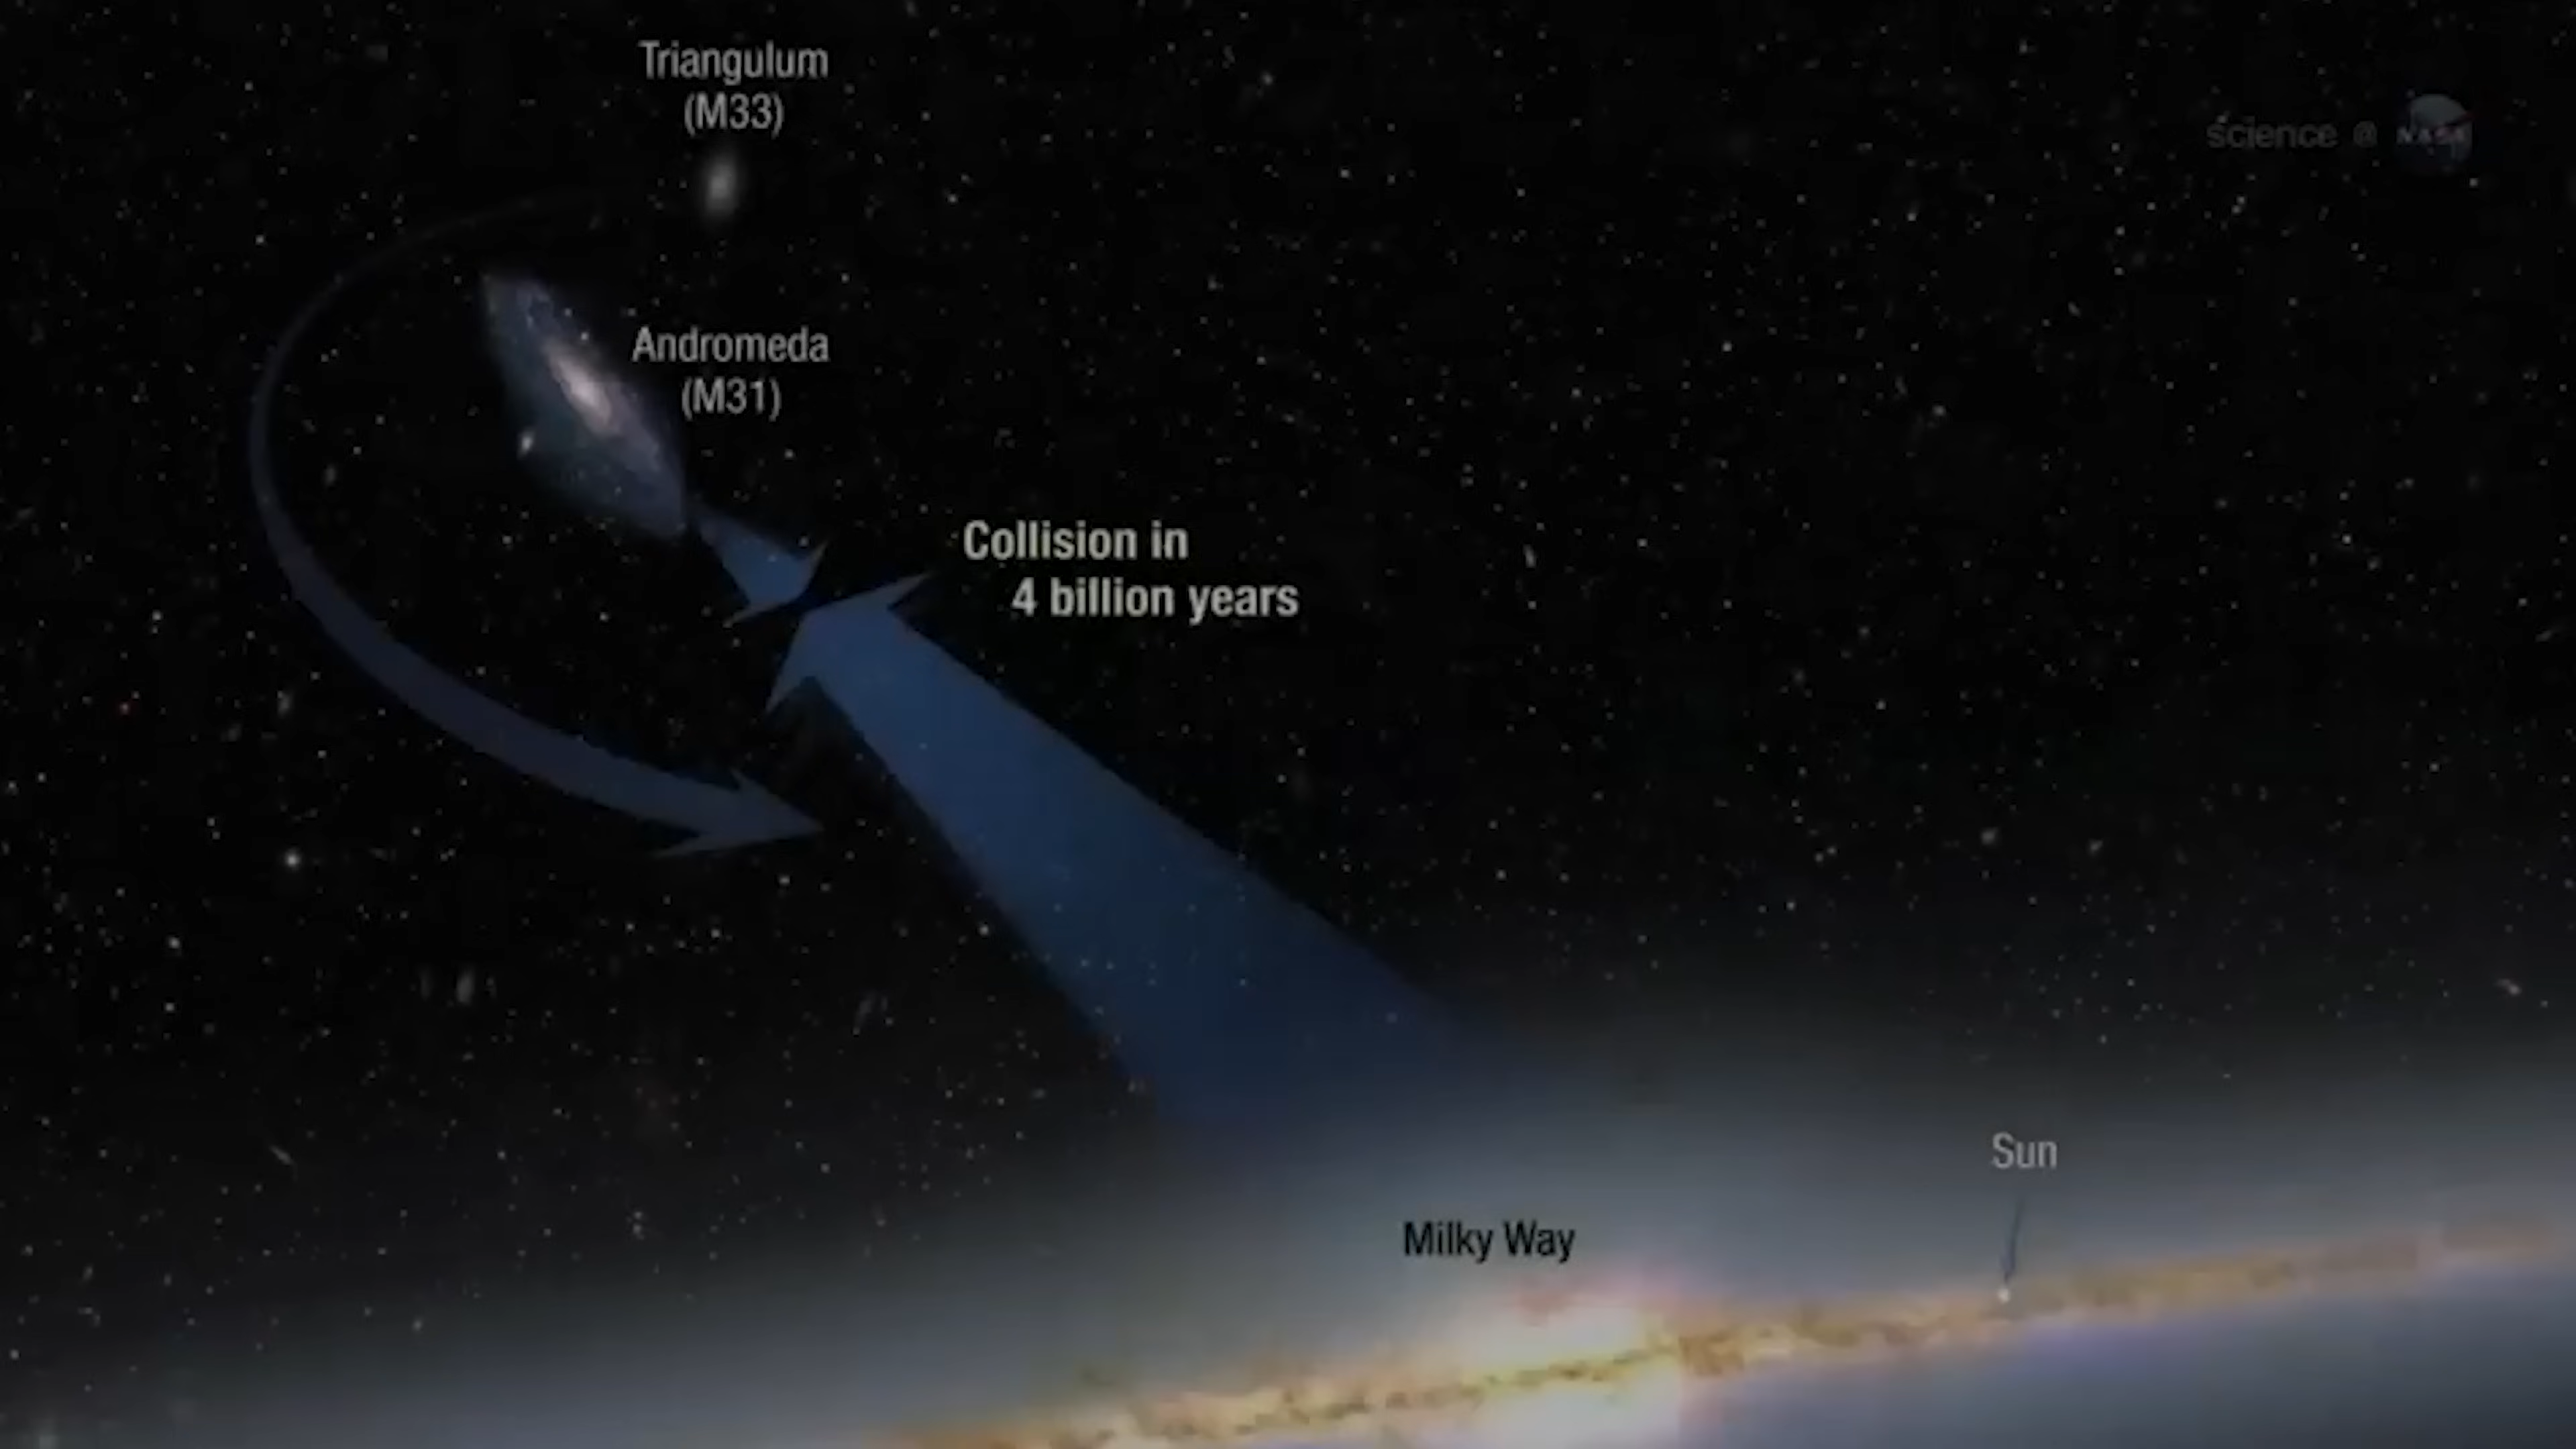 Triangulum
(M33)
science @ NASA
Andromeda
(M31)
Collision in
4 billion years
Sun
Milky Way